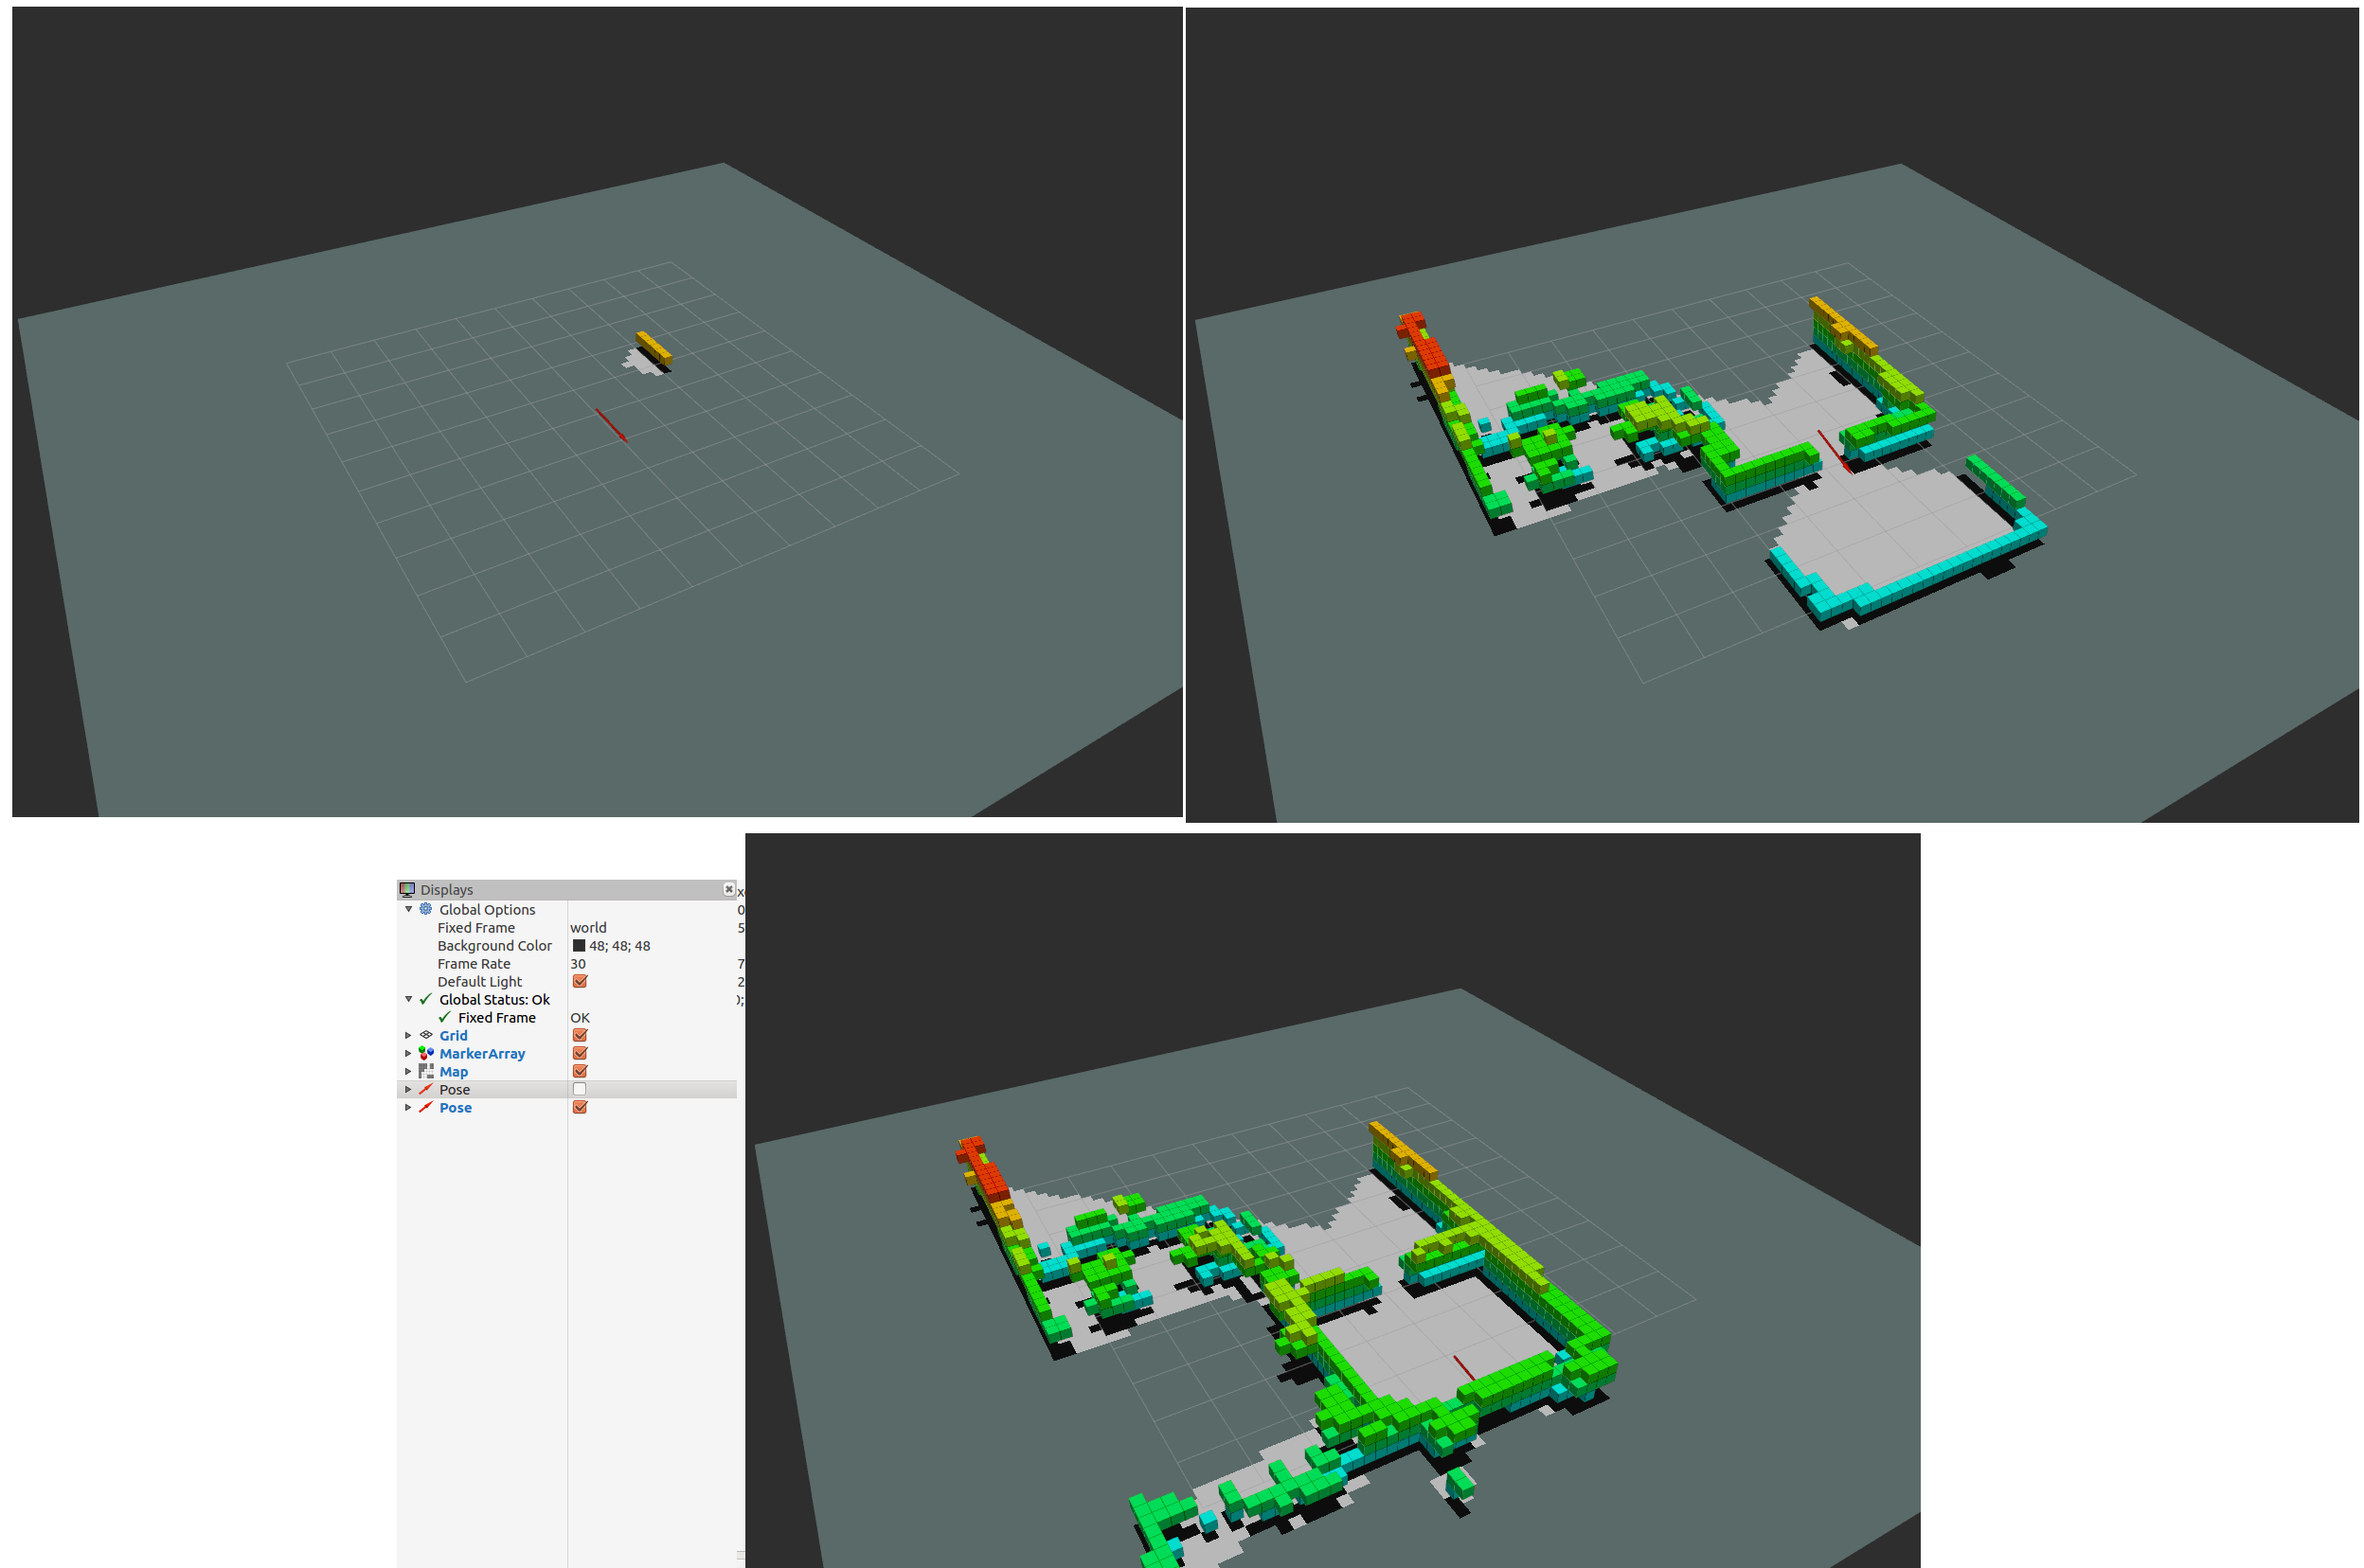 Displays
Global Options
Fixed Frame world
Background Color 48; 48; 48
Frame Rate 30
Default Light
Global Status: Ok
Fixed Frame OK
Grid
MarkerArray
Map
Pose
Pose